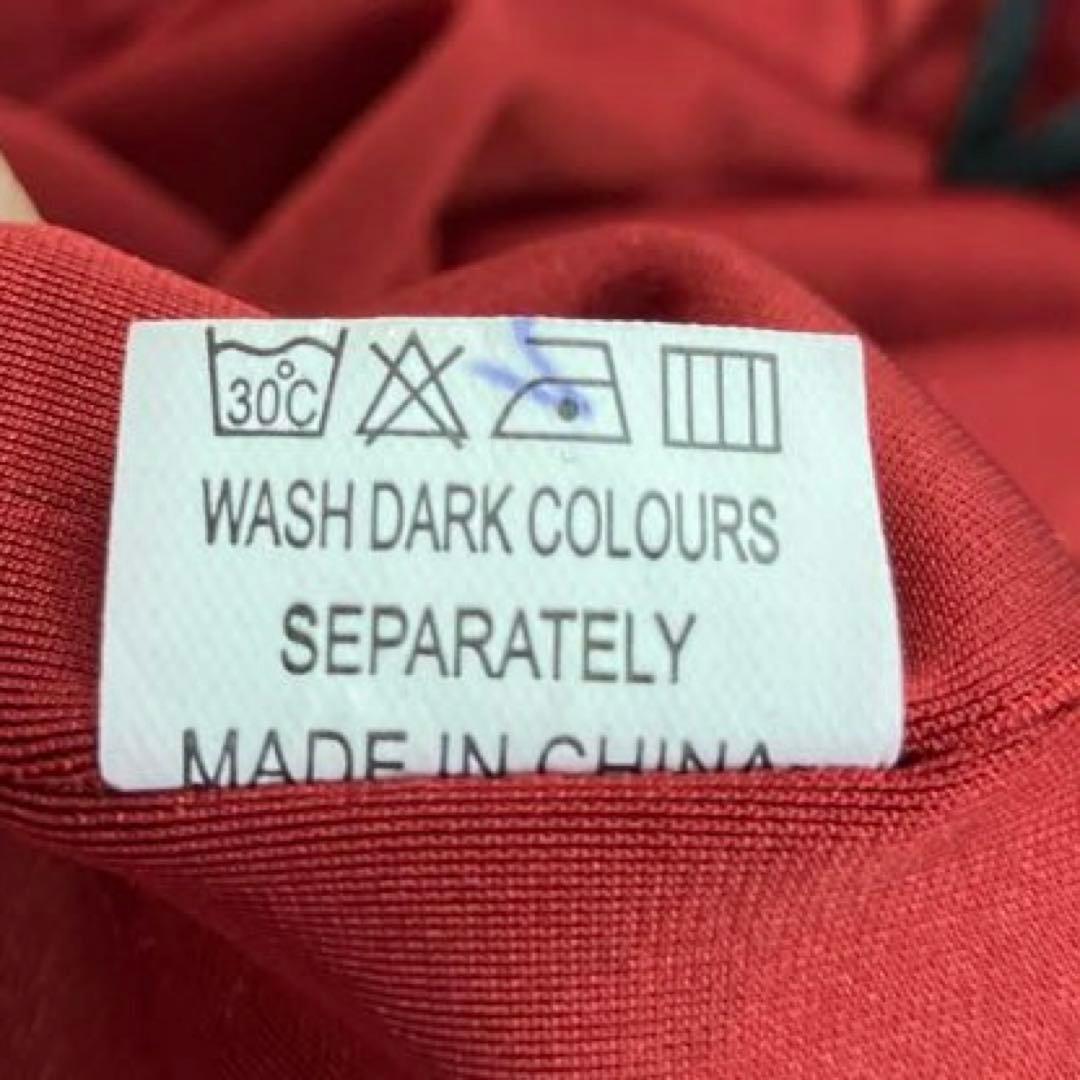 30°C
WASH DARK COLOURS
SEPARATELY
MADE IN CHINA